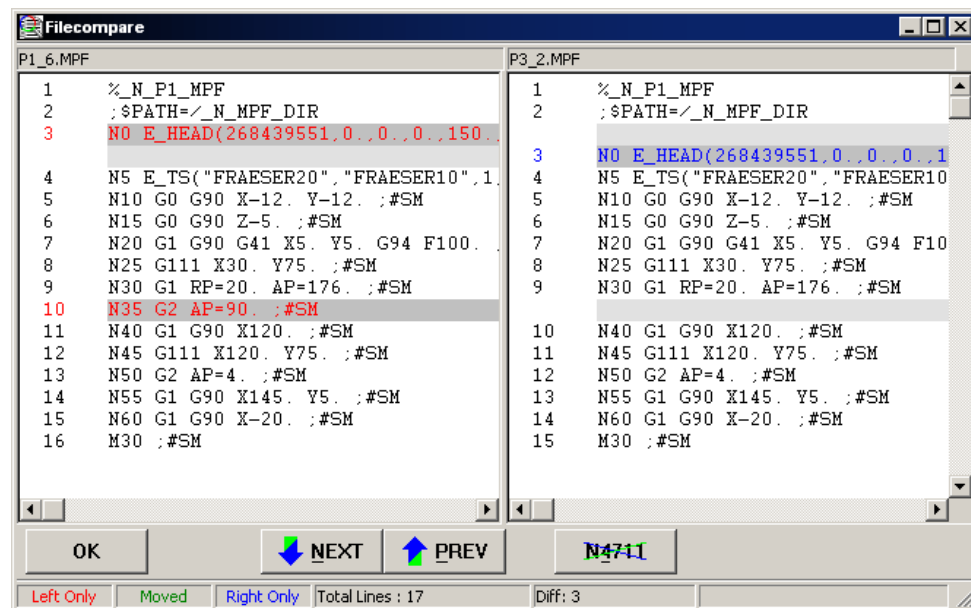 Filecompare
P1_6.MPF
1 %_N_P1_MPF
2 ;$PATH=/_N_MPF_DIR
3 N0 E_HEAD(268439551,0.,0.,0.,150.,
4 N5 E_TS("FRAESER20","FRAESER10",1,
5 N10 G0 G90 X-12. Y-12. ;#SM
6 N15 G0 G90 Z-5. ;#SM
7 N20 G1 G90 G41 X5. Y5. G94 F100.
8 N25 G111 X30. Y75. ;#SM
9 N30 G1 RP=20. AP=176. ;#SM
10 N35 G2 AP=90. ;#SM
11 N40 G1 G90 X120. ;#SM
12 N45 G111 X120. Y75. ;#SM
13 N50 G2 AP=4. ;#SM
14 N55 G1 G90 X145. Y5. ;#SM
15 N60 G1 G90 X-20. ;#SM
16 M30 ;#SM
P3_2.MPF
1 %_N_P1_MPF
2 ;$PATH=/_N_MPF_DIR
3 N0 E_HEAD(268439551,0.,0.,0.,1
4 N5 E_TS("FRAESER20","FRAESER10
5 N10 G0 G90 X-12. Y-12. ;#SM
6 N15 G0 G90 Z-5. ;#SM
7 N20 G1 G90 G41 X5. Y5. G94 F10
8 N25 G111 X30. Y75. ;#SM
9 N30 G1 RP=20. AP=176. ;#SM
10 N40 G1 G90 X120. ;#SM
11 N45 G111 X120. Y75. ;#SM
12 N50 G2 AP=4. ;#SM
13 N55 G1 G90 X145. Y5. ;#SM
14 N60 G1 G90 X-20. ;#SM
15 M30 ;#SM
OK NEXT PREV N4711
Left Only Moved Right Only Total Lines : 17 Diff: 3